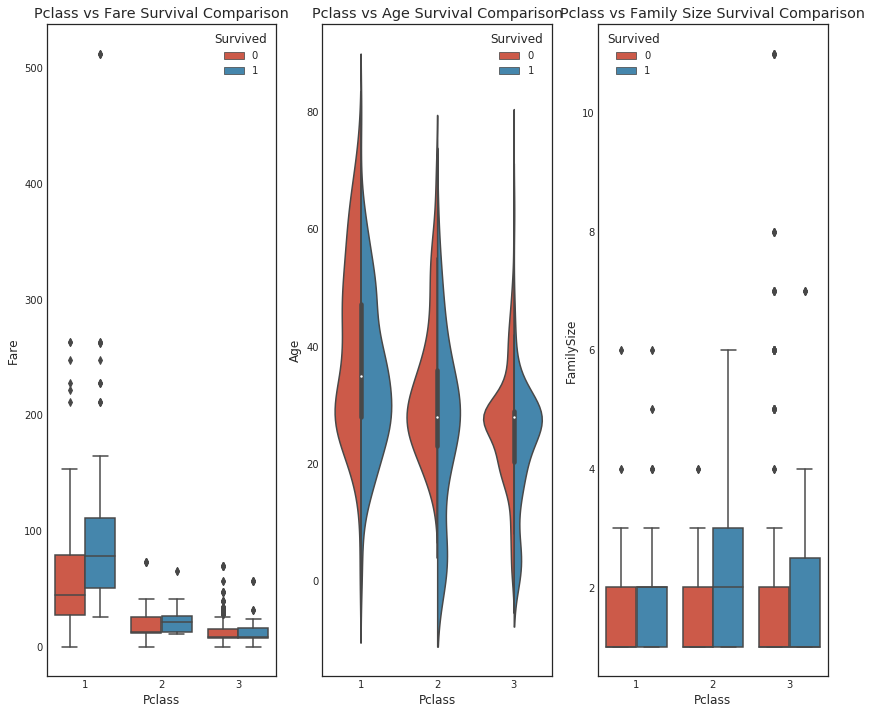 Pclass vs Fare Survival Comparison
Survived
0
1
500
400
300
200
100
0
Fare
1 2 3
Pclass
Pclass vs Age Survival Comparison
Survived
0
1
80
60
40
20
0
Age
1 2 3
Pclass
Pclass vs Family Size Survival Comparison
Survived
0
1
10
8
6
4
2
FamilySize
1 2 3
Pclass